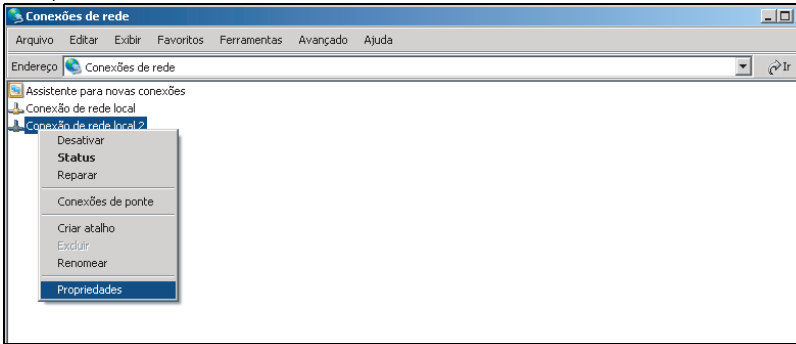 Conexões de rede
Arquivo Editar Exibir Favoritos Ferramentas Avançado Ajuda
Endereço Conexões de rede Ir
Assistente para novas conexões
Conexão de rede local
Conexão de rede local 2
Desativar
Status
Reparar
Conexões de ponte
Criar atalho
Excluir
Renomear
Propriedades